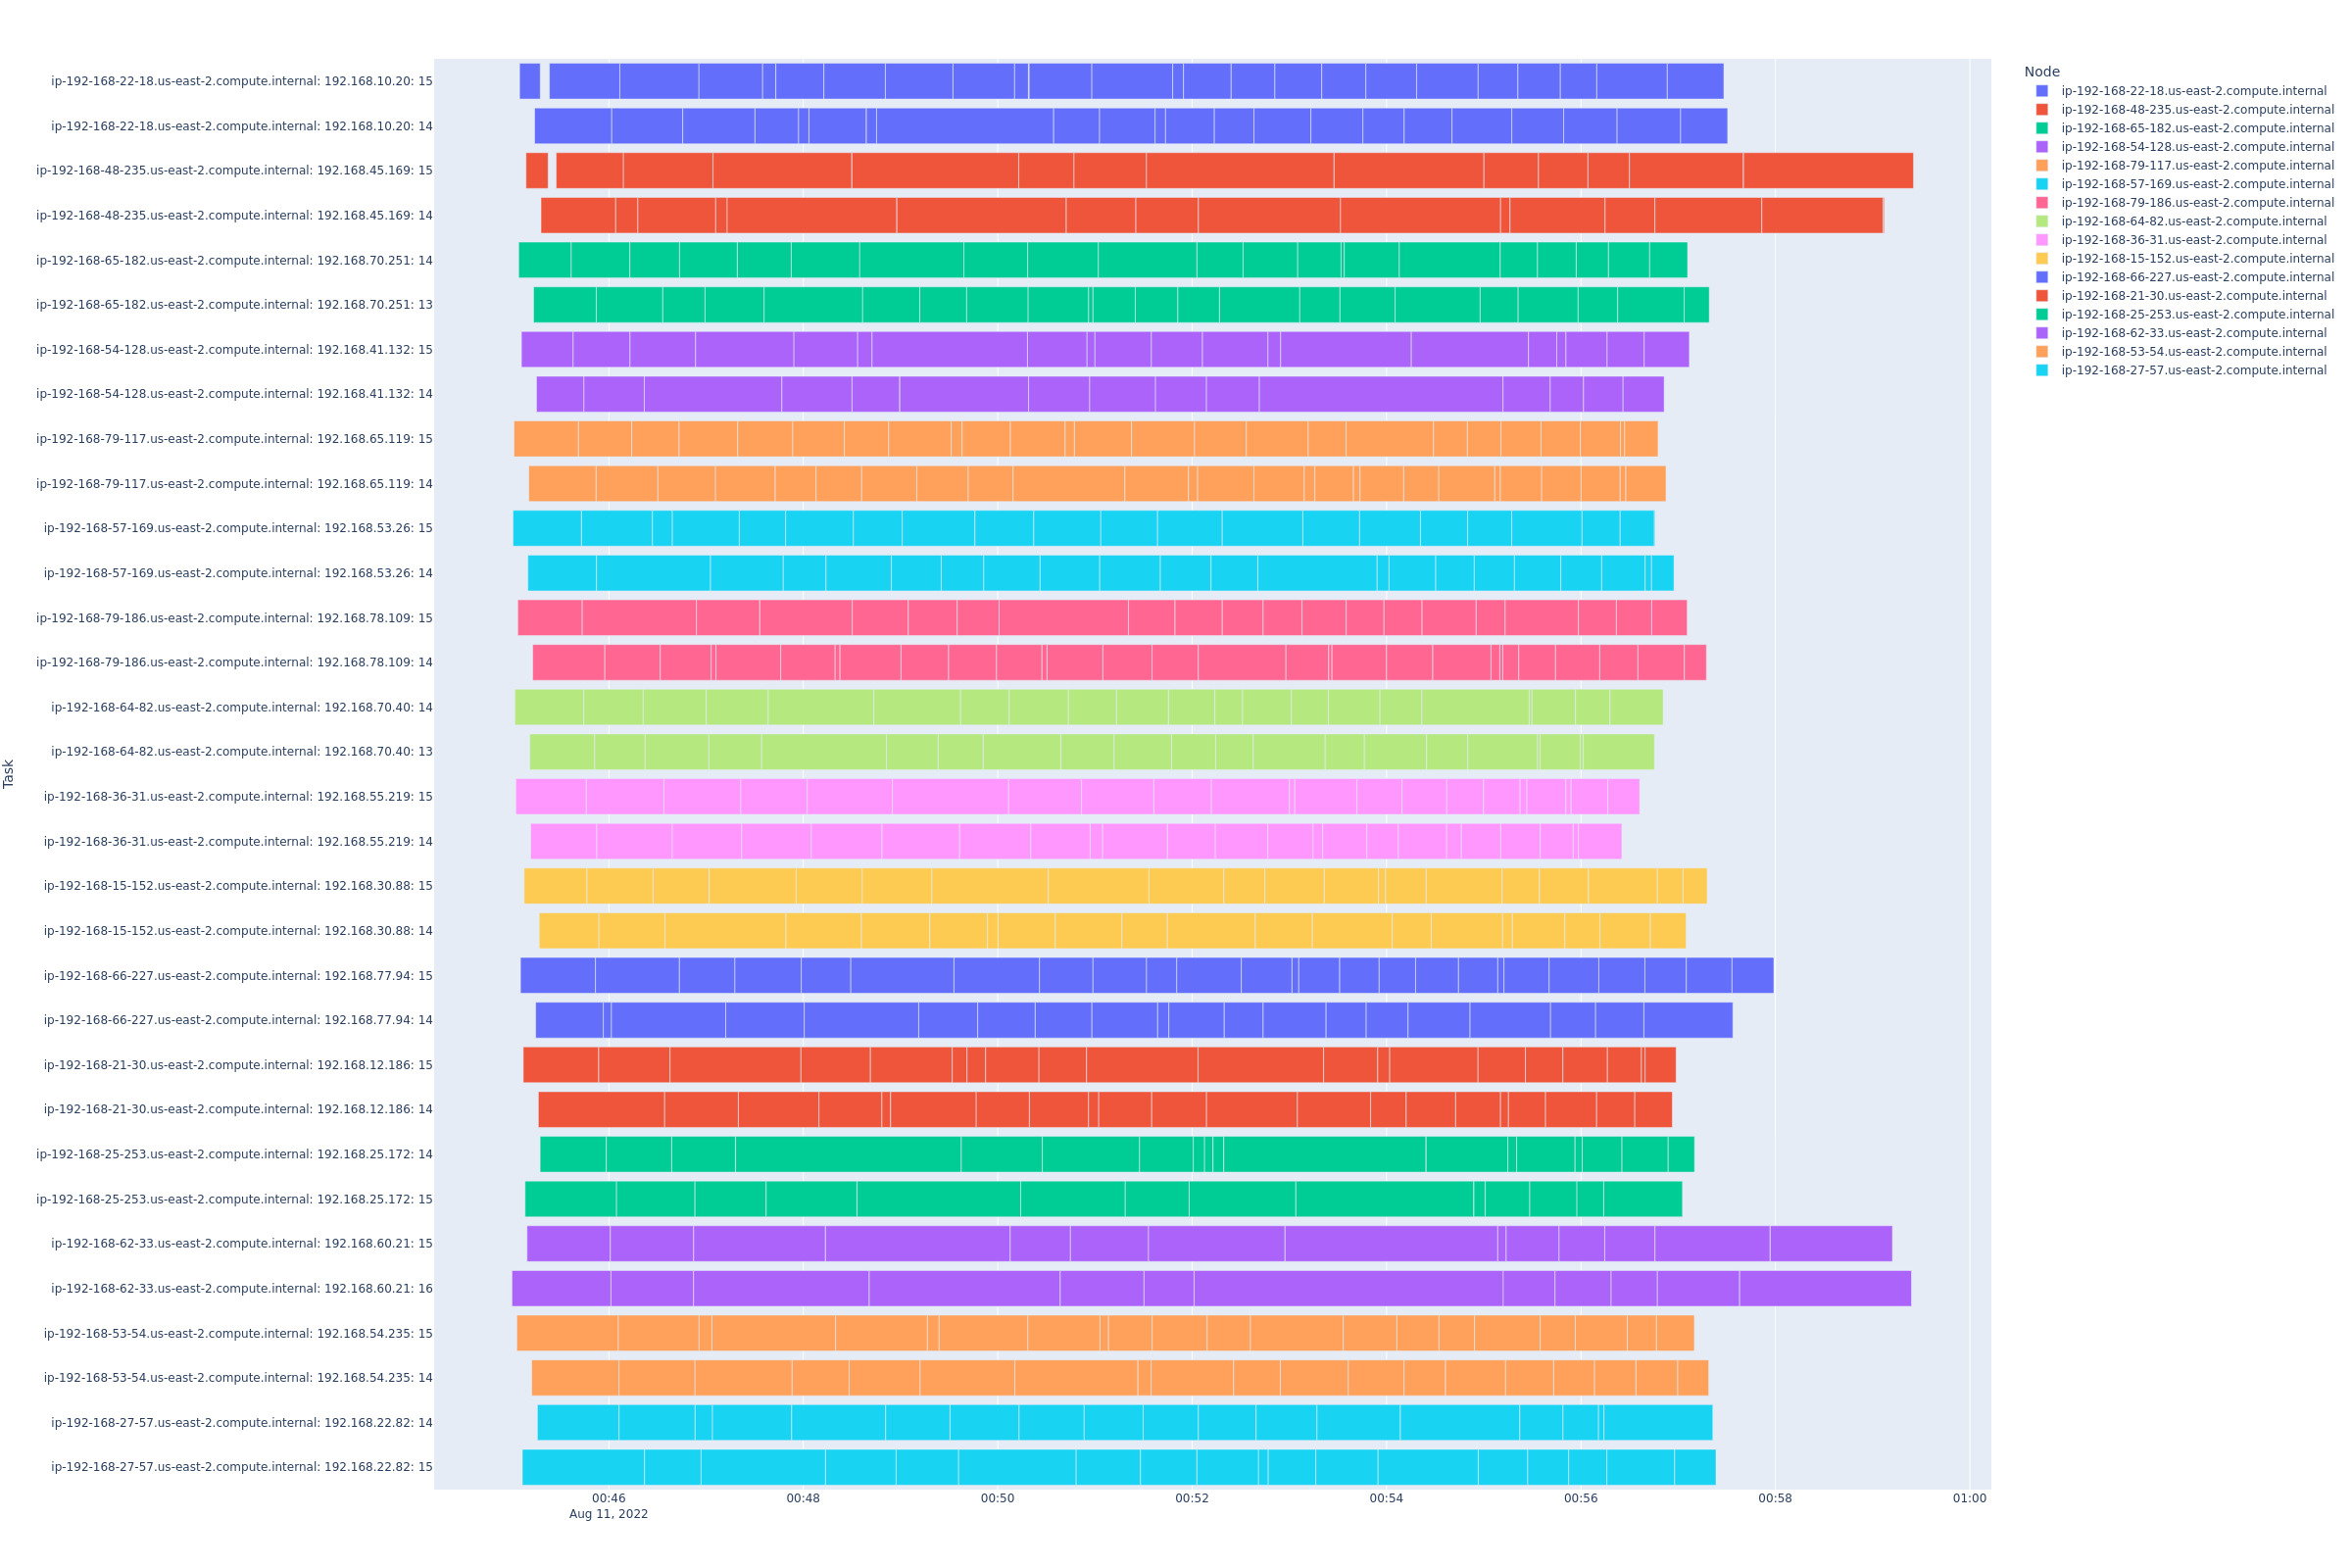 ip-192-168-22-18.us-east-2.compute.internal: 192.168.10.20: 15
ip-192-168-22-18.us-east-2.compute.internal: 192.168.10.20: 14
ip-192-168-48-235.us-east-2.compute.internal: 192.168.45.169: 15
ip-192-168-48-235.us-east-2.compute.internal: 192.168.45.169: 14
ip-192-168-65-182.us-east-2.compute.internal: 192.168.70.251: 14
ip-192-168-65-182.us-east-2.compute.internal: 192.168.70.251: 13
ip-192-168-54-128.us-east-2.compute.internal: 192.168.41.132: 15
ip-192-168-54-128.us-east-2.compute.internal: 192.168.41.132: 14
ip-192-168-79-117.us-east-2.compute.internal: 192.168.65.119: 15
ip-192-168-79-117.us-east-2.compute.internal: 192.168.65.119: 14
ip-192-168-57-169.us-east-2.compute.internal: 192.168.53.26: 15
ip-192-168-57-169.us-east-2.compute.internal: 192.168.53.26: 14
ip-192-168-79-186.us-east-2.compute.internal: 192.168.78.109: 15
ip-192-168-79-186.us-east-2.compute.internal: 192.168.78.109: 14
ip-192-168-64-82.us-east-2.compute.internal: 192.168.70.40: 14
ip-192-168-64-82.us-east-2.compute.internal: 192.168.70.40: 13
ip-192-168-36-31.us-east-2.compute.internal: 192.168.55.219: 15
ip-192-168-36-31.us-east-2.compute.internal: 192.168.55.219: 14
ip-192-168-15-152.us-east-2.compute.internal: 192.168.30.88: 15
ip-192-168-15-152.us-east-2.compute.internal: 192.168.30.88: 14
ip-192-168-66-227.us-east-2.compute.internal: 192.168.77.94: 15
ip-192-168-66-227.us-east-2.compute.internal: 192.168.77.94: 14
ip-192-168-21-30.us-east-2.compute.internal: 192.168.12.186: 15
ip-192-168-21-30.us-east-2.compute.internal: 192.168.12.186: 14
ip-192-168-25-253.us-east-2.compute.internal: 192.168.25.172: 14
ip-192-168-25-253.us-east-2.compute.internal: 192.168.25.172: 15
ip-192-168-62-33.us-east-2.compute.internal: 192.168.60.21: 15
ip-192-168-62-33.us-east-2.compute.internal: 192.168.60.21: 16
ip-192-168-53-54.us-east-2.compute.internal: 192.168.54.235: 15
ip-192-168-53-54.us-east-2.compute.internal: 192.168.54.235: 14
ip-192-168-27-57.us-east-2.compute.internal: 192.168.22.82: 14
ip-192-168-27-57.us-east-2.compute.internal: 192.168.22.82: 15
Task
00:46 00:48 00:50 00:52 00:54 00:56 00:58 01:00
Aug 11, 2022
Node
ip-192-168-22-18.us-east-2.compute.internal
ip-192-168-48-235.us-east-2.compute.internal
ip-192-168-65-182.us-east-2.compute.internal
ip-192-168-54-128.us-east-2.compute.internal
ip-192-168-79-117.us-east-2.compute.internal
ip-192-168-57-169.us-east-2.compute.internal
ip-192-168-79-186.us-east-2.compute.internal
ip-192-168-64-82.us-east-2.compute.internal
ip-192-168-36-31.us-east-2.compute.internal
ip-192-168-15-152.us-east-2.compute.internal
ip-192-168-66-227.us-east-2.compute.internal
ip-192-168-21-30.us-east-2.compute.internal
ip-192-168-25-253.us-east-2.compute.internal
ip-192-168-62-33.us-east-2.compute.internal
ip-192-168-53-54.us-east-2.compute.internal
ip-192-168-27-57.us-east-2.compute.internal